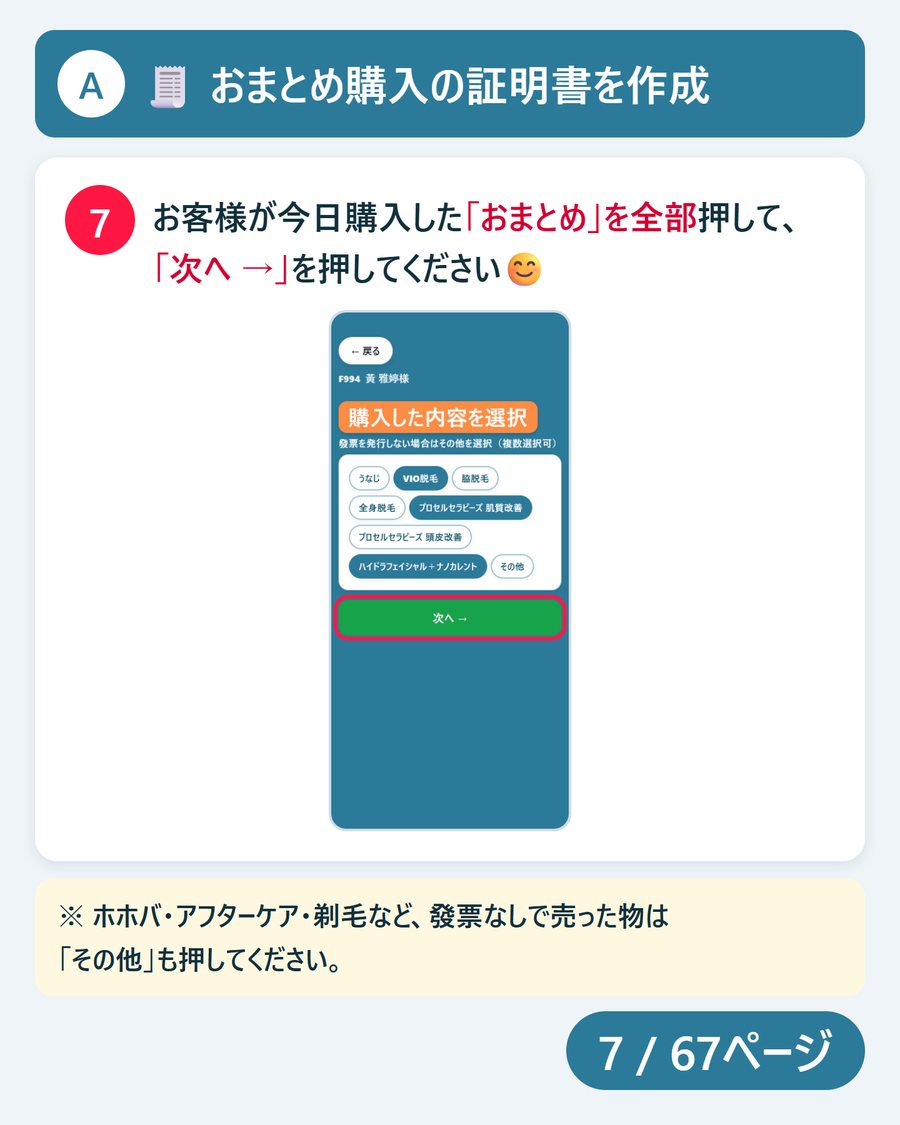 A おまとめ購入の証明書を作成
7
お客様が今日購入した「おまとめ」を全部押して、
「次へ →」を押してください
← 戻る
F994 黃 雅婷様
購入した内容を選択
發票を発行しない場合はその他を選択（複数選択可）
うなじ VIO脱毛 脇脱毛
全身脱毛 プロセルセラピーズ 肌質改善
プロセルセラピーズ 頭皮改善
ハイドラフェイシャル＋ナノカレント その他
次へ →
※ ホホバ・アフターケア・剃毛など、發票なしで売った物は
「その他」も押してください。
7 / 67ページ